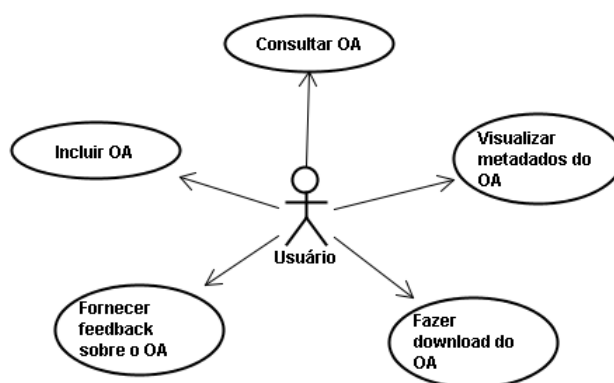 Consultar OA
Incluir OA
Visualizar
metadados do
OA
Usuário
Fornecer
feedback
sobre o OA
Fazer
download do
OA